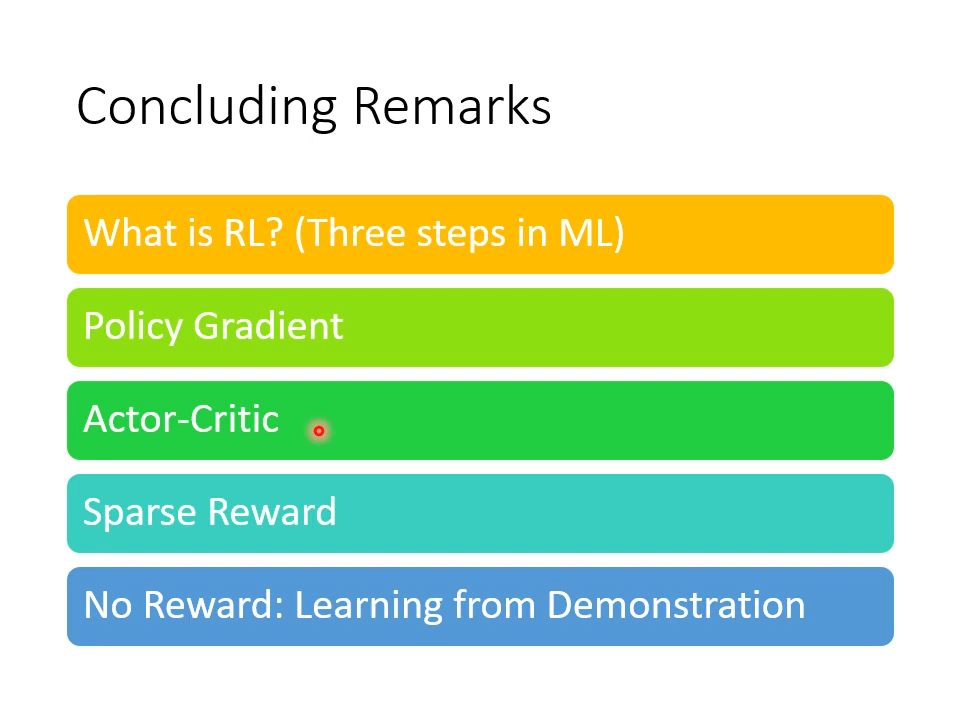 Concluding Remarks
What is RL? (Three steps in ML)
Policy Gradient
Actor-Critic
Sparse Reward
No Reward: Learning from Demonstration